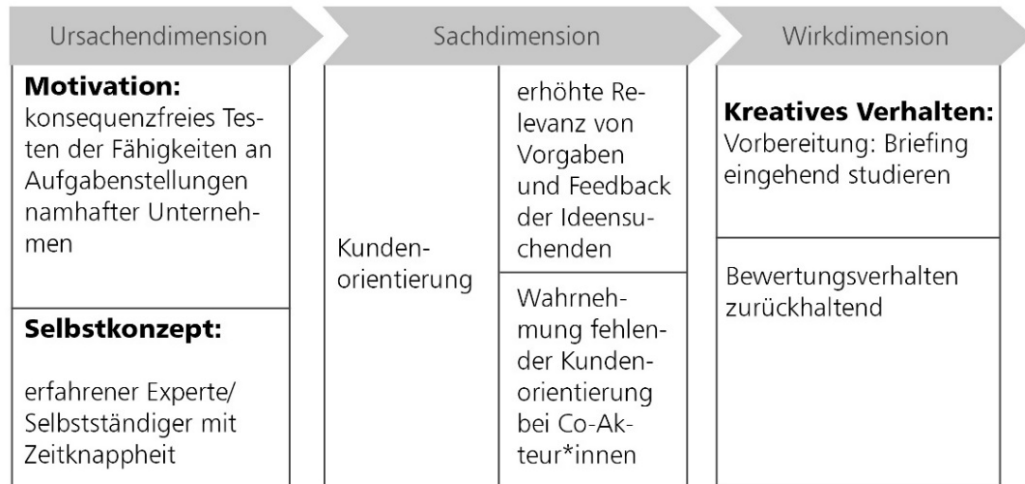 Ursachendimension
Sachdimension
Wirkdimension
Motivation:
konsequenzfreies Tes-
ten der Fähigkeiten an
Aufgabenstellungen
namhafter Unterneh-
men
Selbstkonzept:
erfahrener Experte/
Selbstständiger mit
Zeitknappheit
Kunden-
orientierung
erhöhte Re-
levanz von
Vorgaben
und Feedback
der Ideensu-
chenden
Wahrneh-
mung fehlen-
der Kunden-
orientierung
bei Co-Ak-
teur*innen
Kreatives Verhalten:
Vorbereitung: Briefing
eingehend studieren
Bewertungsverhalten
zurückhaltend